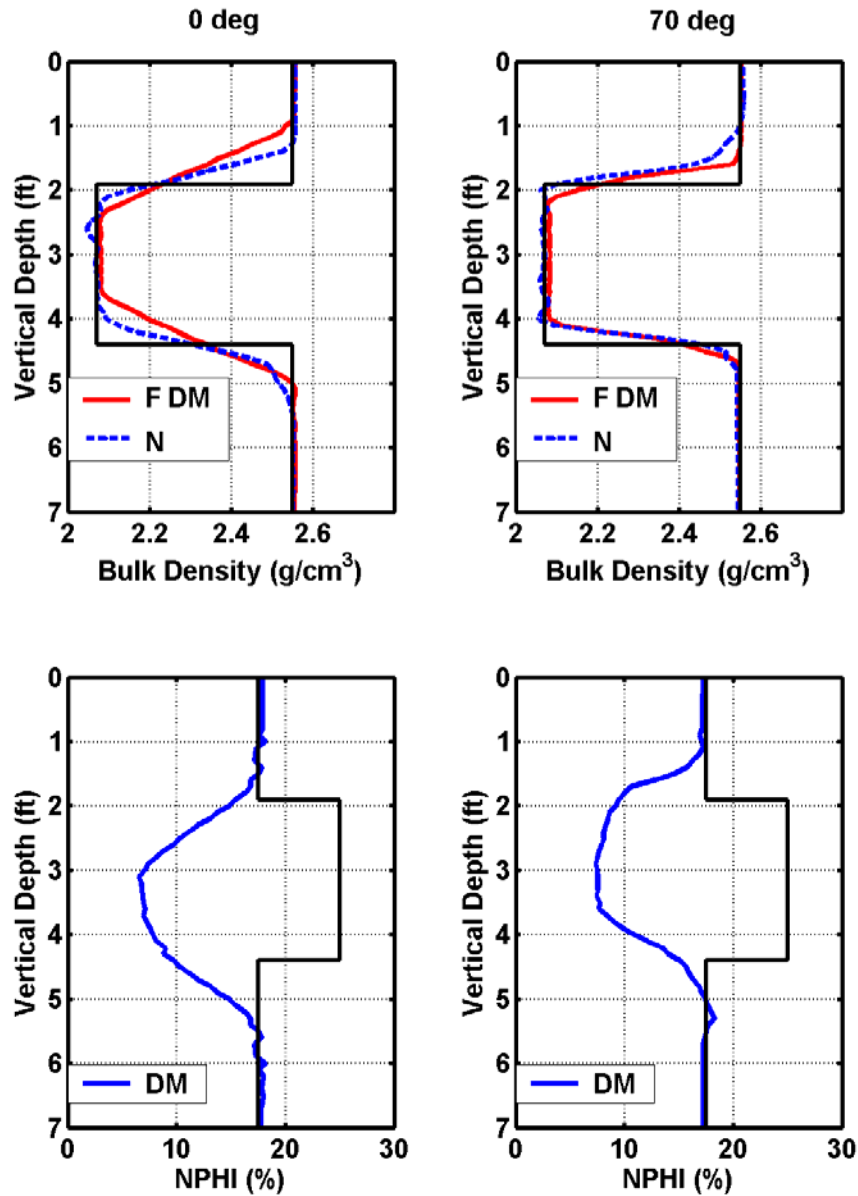 0 deg
0
1
2
3
4
5
6
7
Vertical Depth (ft)
F DM
N
2 2.2 2.4 2.6
Bulk Density (g/cm³)
70 deg
0
1
2
3
4
5
6
7
Vertical Depth (ft)
F DM
N
2 2.2 2.4 2.6
Bulk Density (g/cm³)
0
1
2
3
4
5
6
7
Vertical Depth (ft)
DM
0 10 20 30
NPHI (%)
0
1
2
3
4
5
6
7
Vertical Depth (ft)
DM
0 10 20 30
NPHI (%)